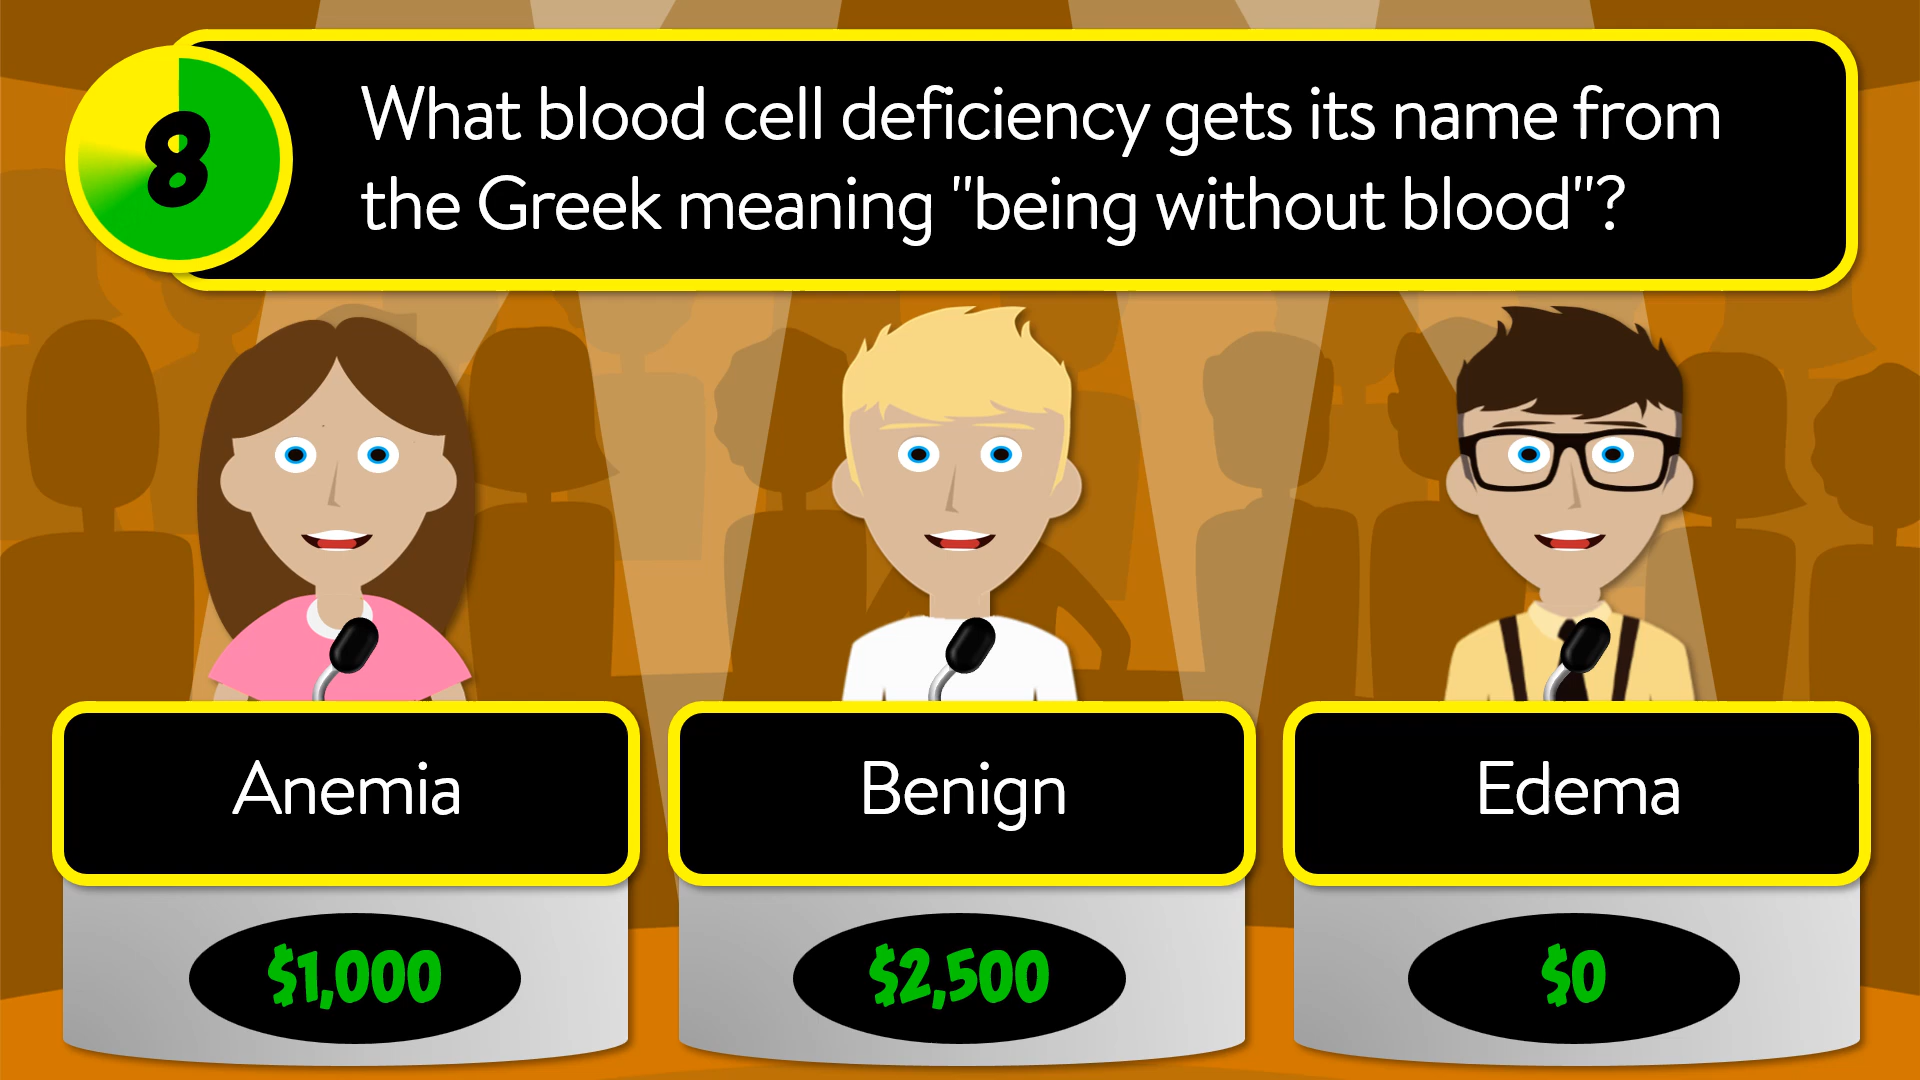 8
What blood cell deficiency gets its name from
the Greek meaning "being without blood"?
Anemia
Benign
Edema
$1,000
$2,500
$0